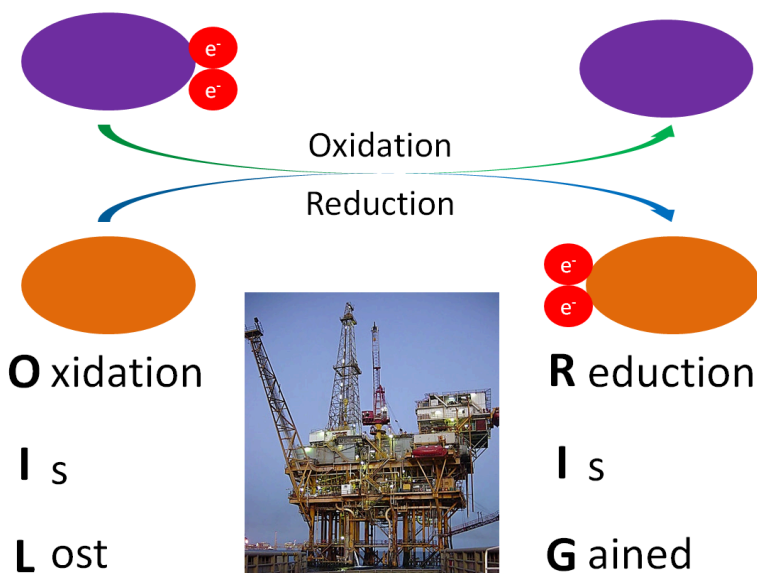 e-
e-
Oxidation
Reduction
e-
e-
O xidation
I s
L ost
R eduction
I s
G ained